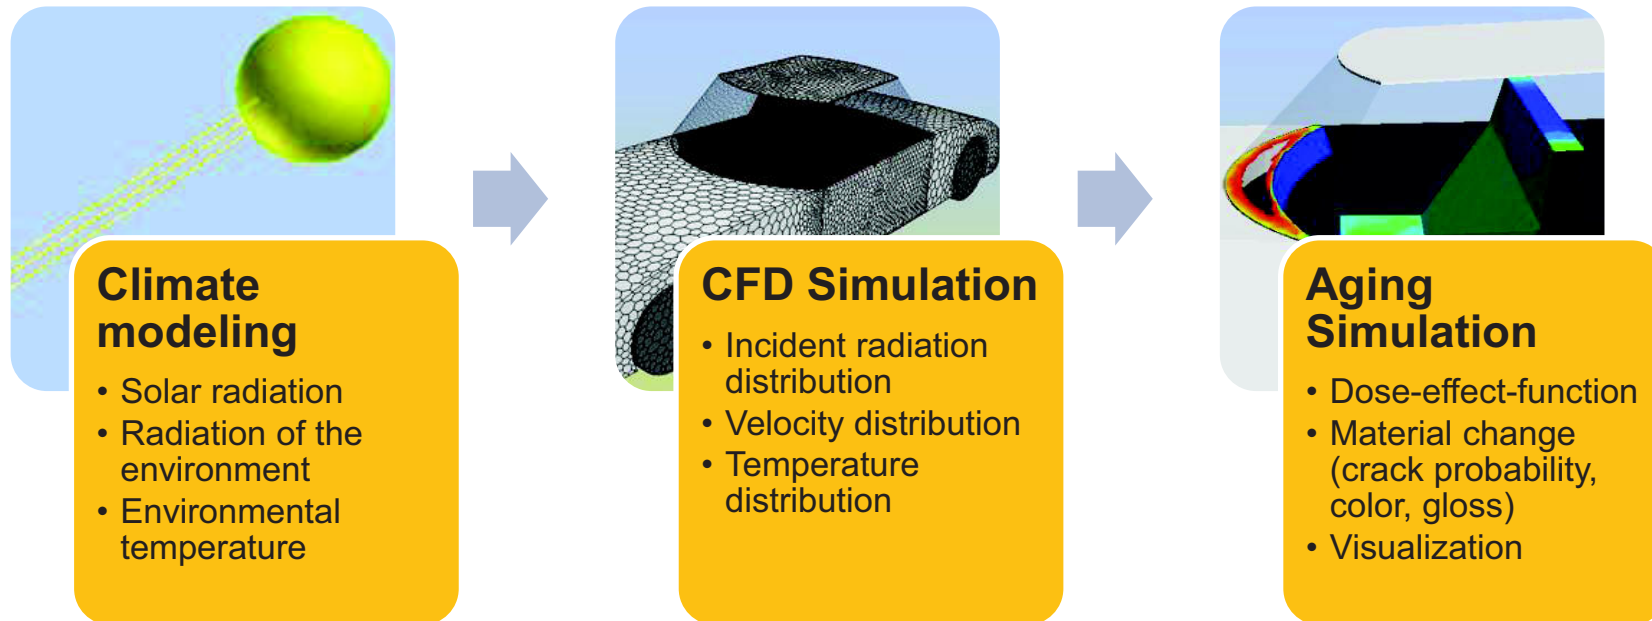 Climate
modeling
• Solar radiation
• Radiation of the
environment
• Environmental
temperature
CFD Simulation
• Incident radiation
distribution
• Velocity distribution
• Temperature
distribution
Aging
Simulation
• Dose-effect-function
• Material change
(crack probability,
color, gloss)
• Visualization